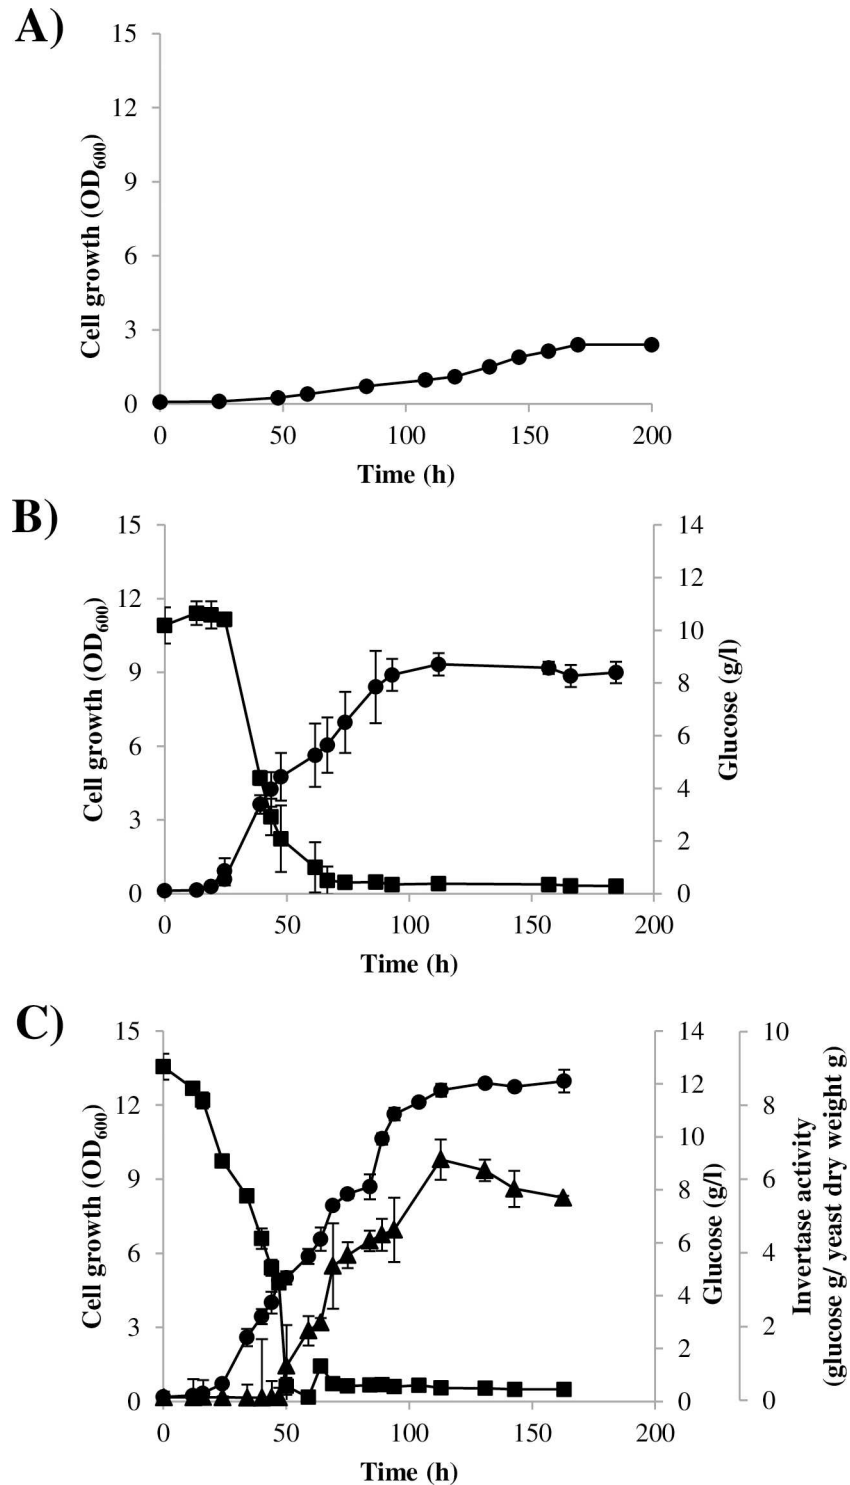 A)
15
12
9
6
3
0
Cell growth (OD600)
0 50 100 150 200
Time (h)
B)
15
12
9
6
3
0
Cell growth (OD600)
14
12
10
8
6
4
2
0
Glucose (g/l)
0 50 100 150 200
Time (h)
C)
15
12
9
6
3
0
Cell growth (OD600)
14
12
10
8
6
4
2
0
Glucose (g/l)
10
8
6
4
2
0
Invertase activity
(glucose g/ yeast dry weight g)
0 50 100 150 200
Time (h)